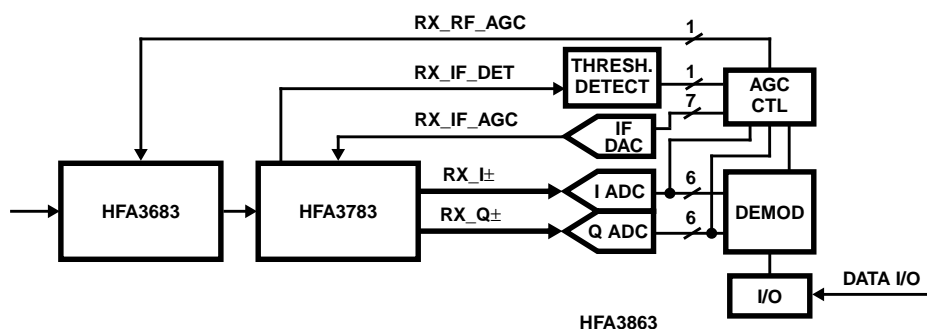 RX_RF_AGC
1
RX_IF_DET
THRESH.
DETECT
1
AGC
CTL
7
RX_IF_AGC
IF
DAC
HFA3683
HFA3783
RX_I±
I ADC
6
RX_Q±
Q ADC
6
DEMOD
I/O
DATA I/O
HFA3863